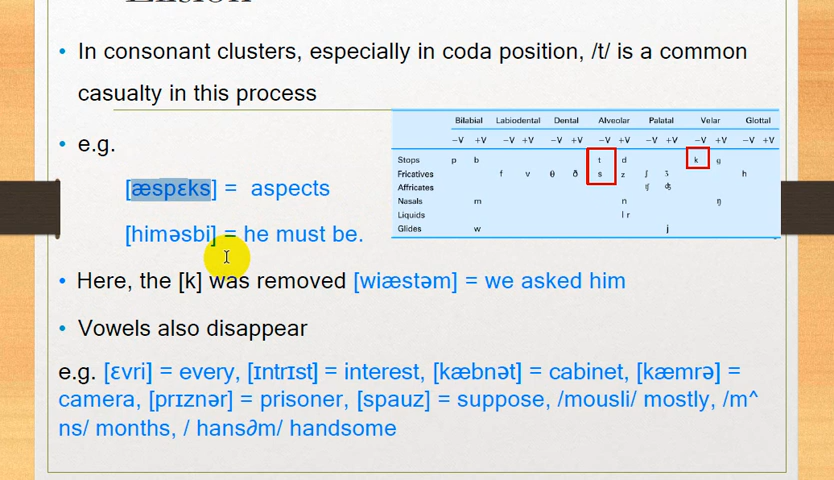 Elision
• In consonant clusters, especially in coda position, /t/ is a common
casualty in this process
• e.g.
[æspɛks] = aspects
[himəsbi] = he must be.
Bilabial Labiodental Dental Alveolar Palatal Velar Glottal
−V +V −V +V −V +V −V +V −V +V −V +V −V +V
Stops p b t d k g
Fricatives f v θ ð s z ʃ ʒ h
Affricates ʧ ʤ
Nasals m n ŋ
Liquids l r
Glides w j
• Here, the [k] was removed [wiæstəm] = we asked him
• Vowels also disappear
e.g. [ɛvri] = every, [ɪntrɪst] = interest, [kæbnət] = cabinet, [kæmrə] =
camera, [prɪznər] = prisoner, [spauz] = suppose, /mousli/ mostly, /m^
ns/ months, / hans∂m/ handsome